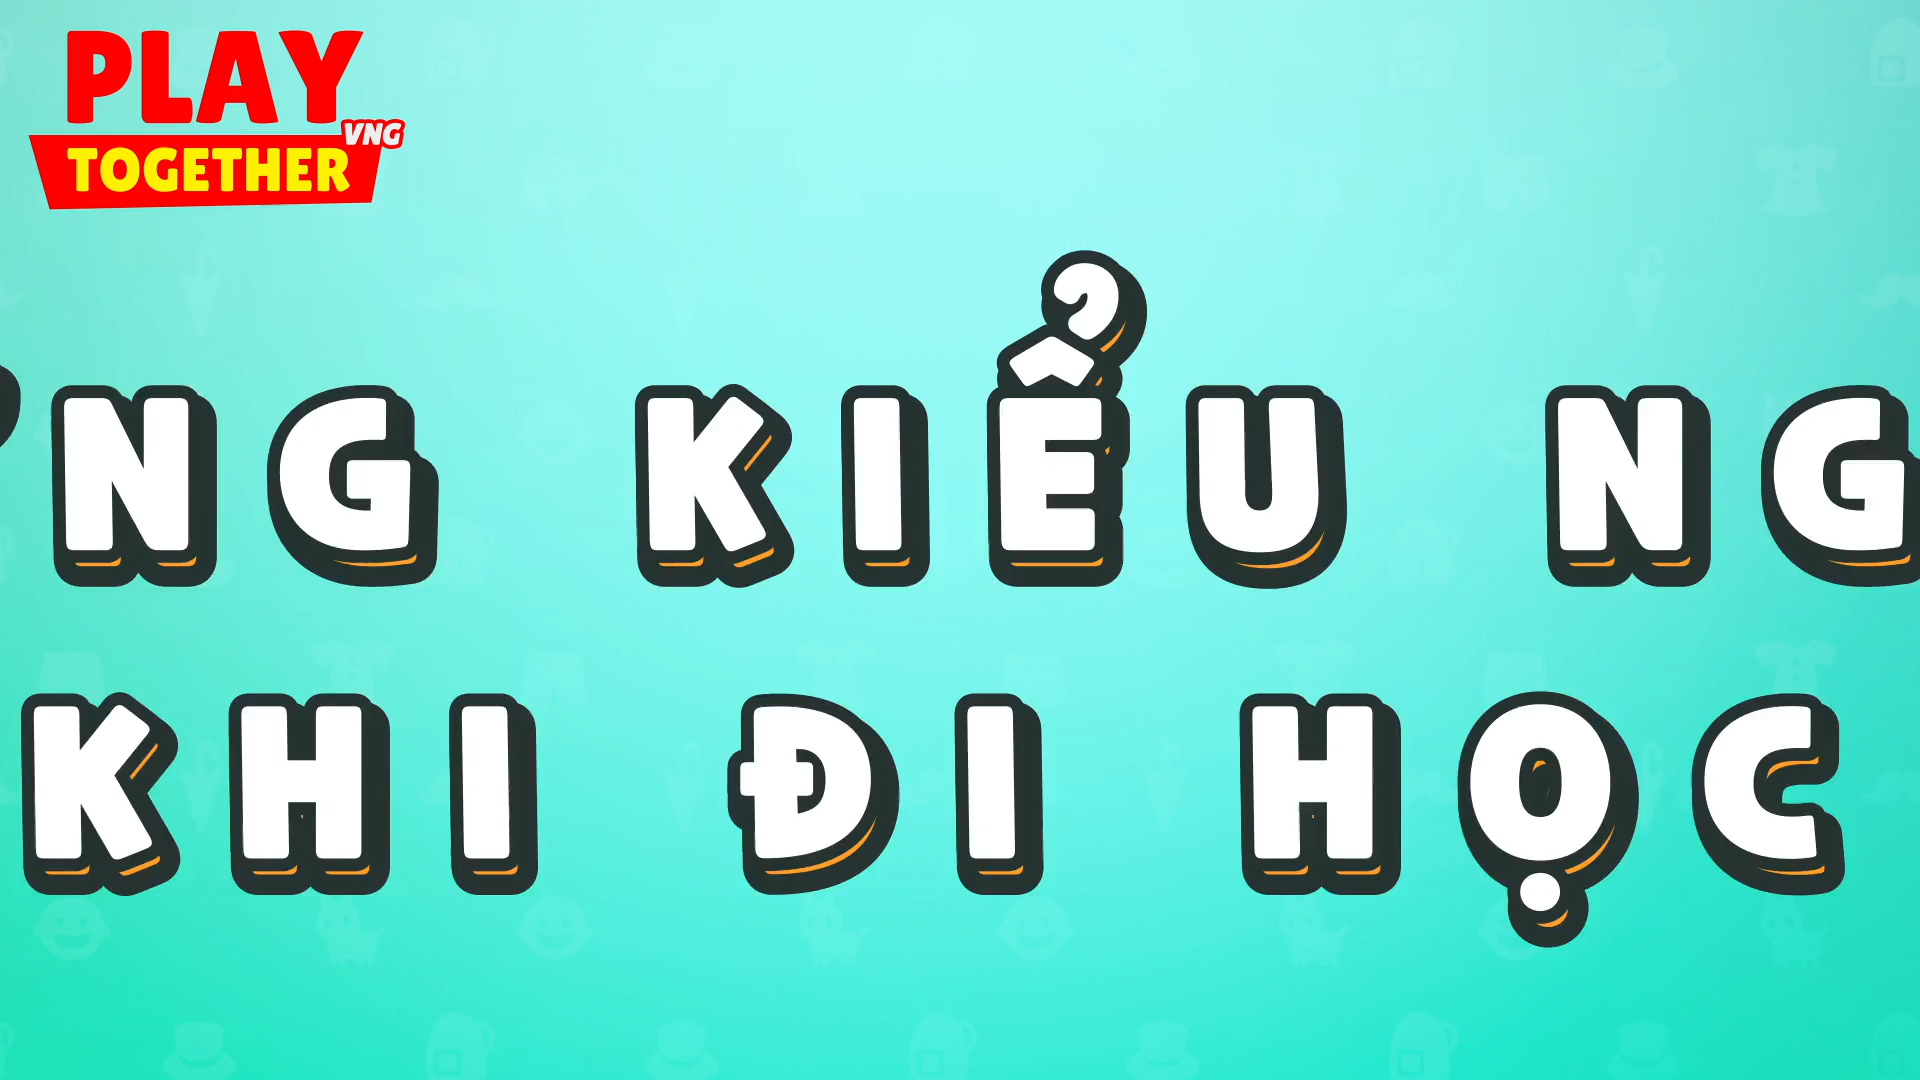 PLAY
VNG
TOGETHER
NG KIỂU NG
KHI ĐI HỌC